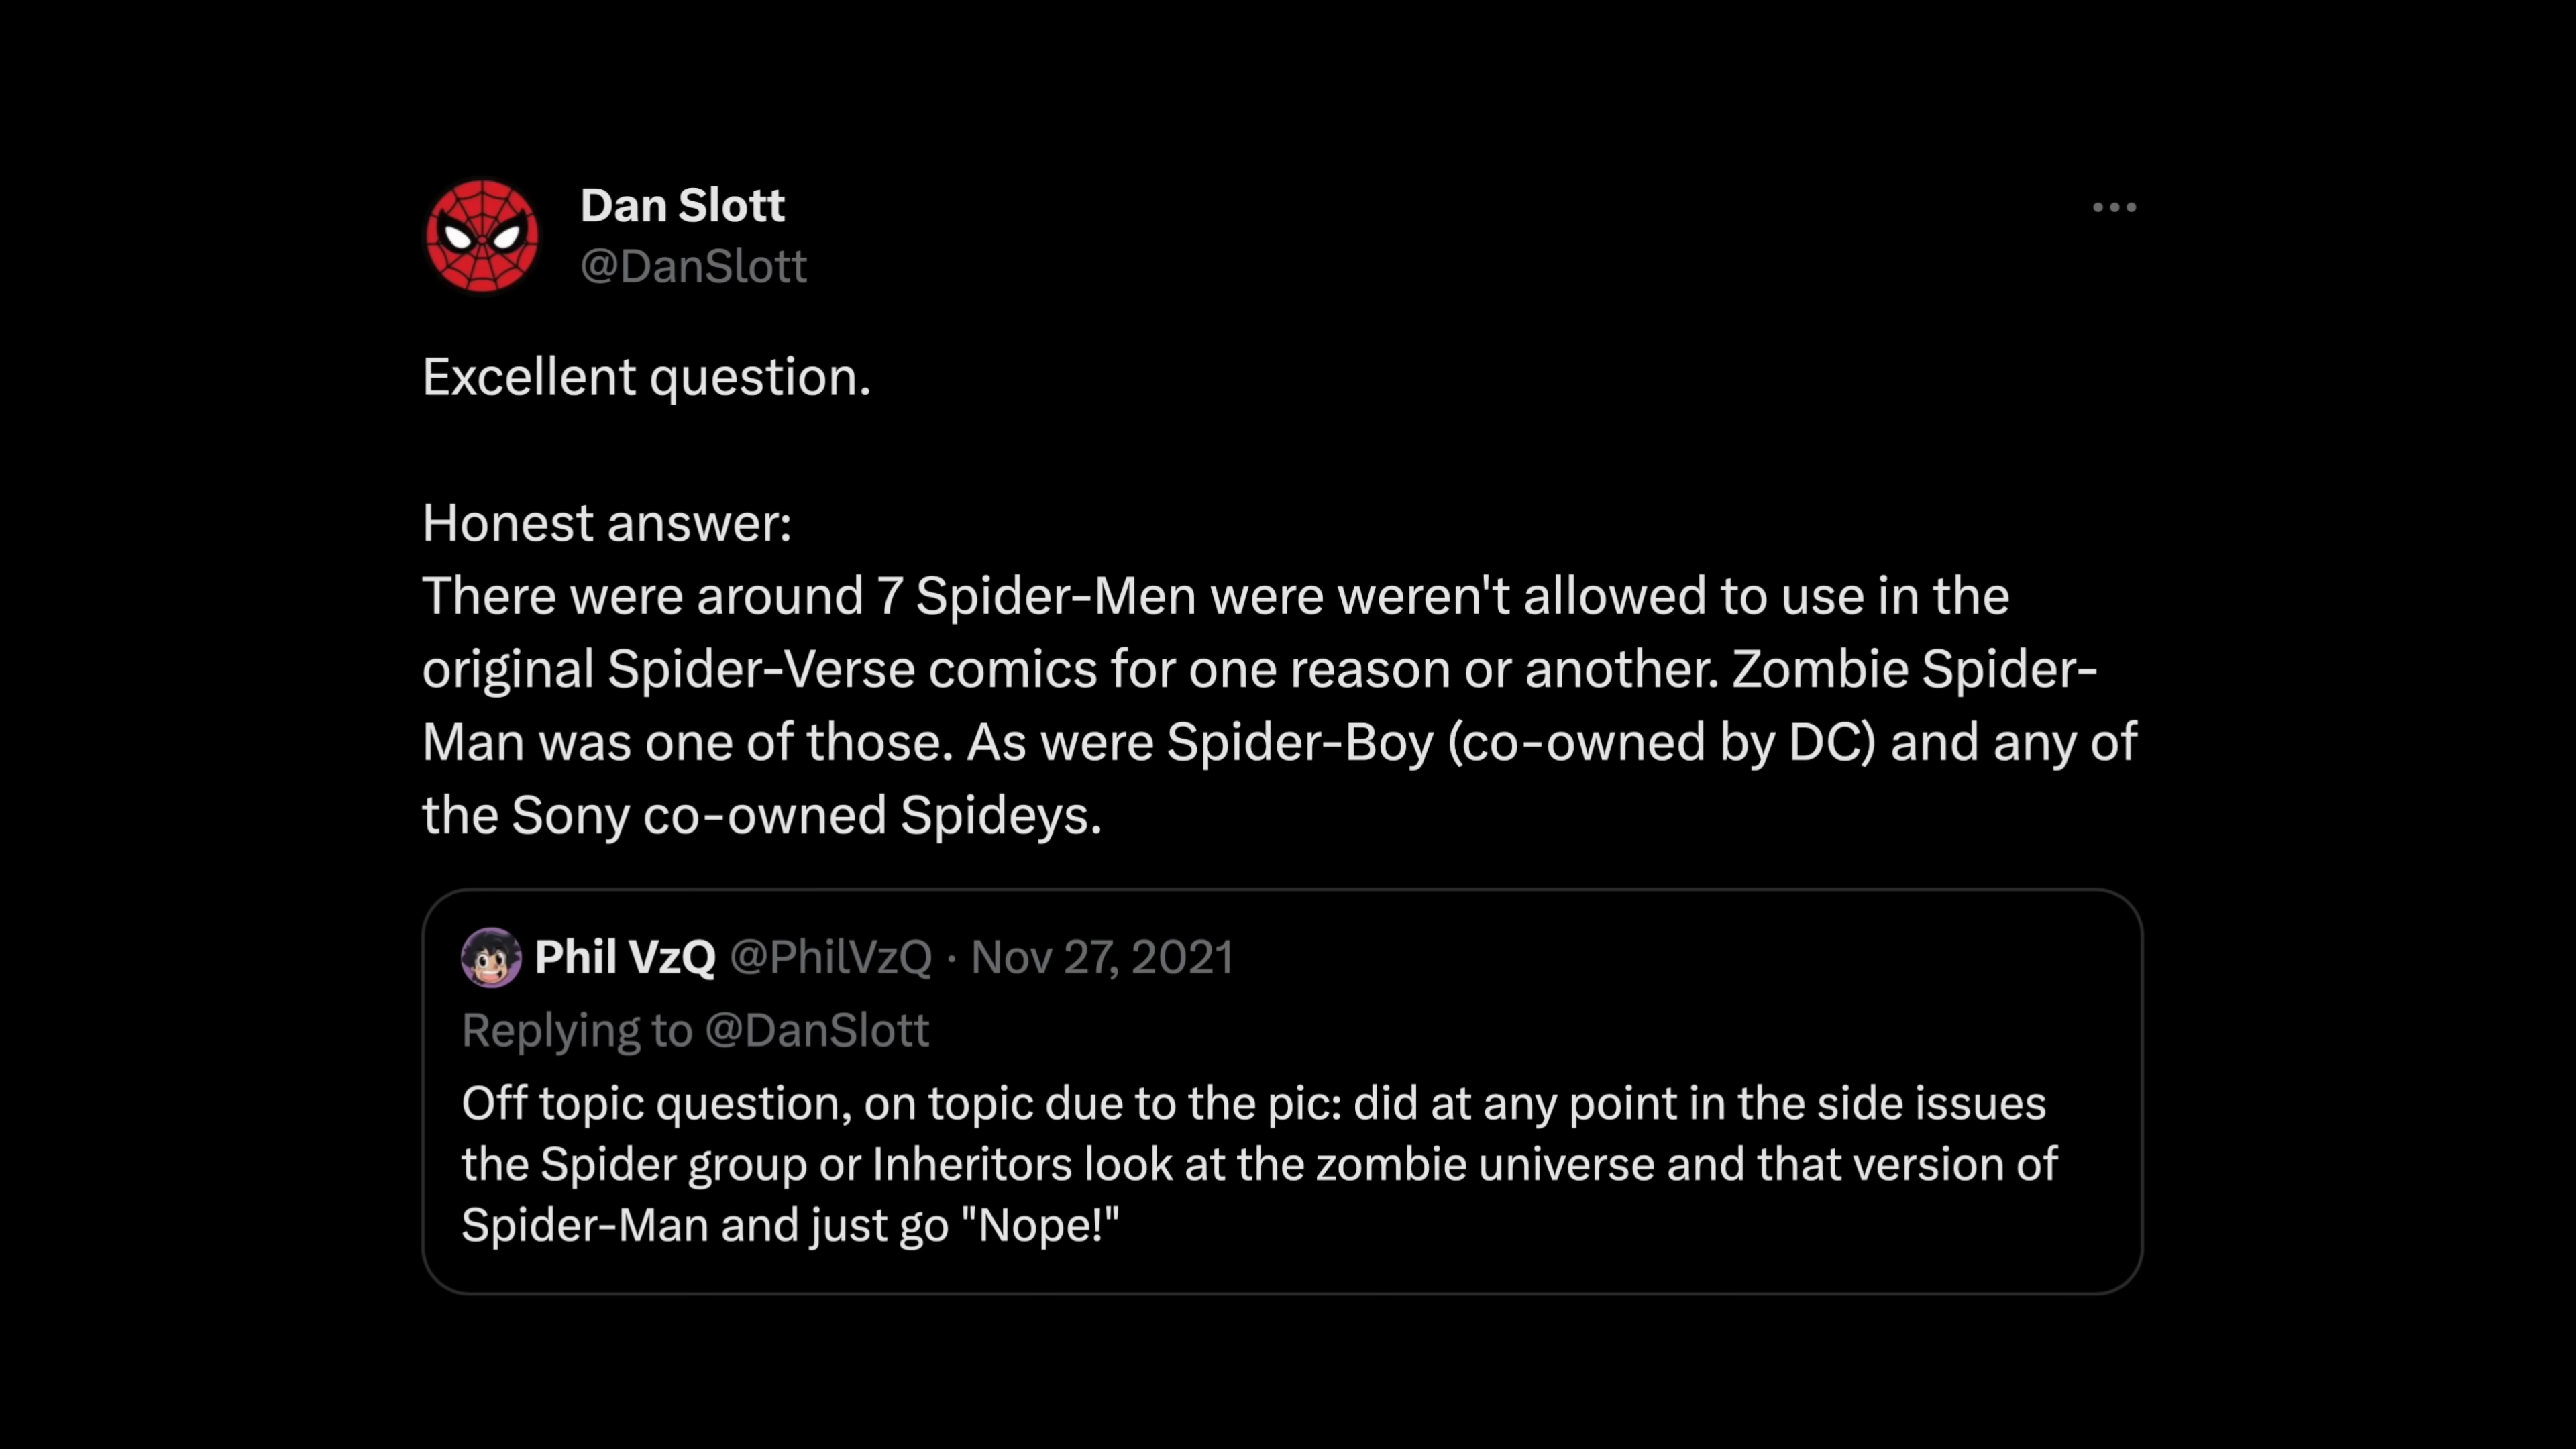 Dan Slott
@DanSlott
Excellent question.
Honest answer:
There were around 7 Spider-Men were weren't allowed to use in the
original Spider-Verse comics for one reason or another. Zombie Spider-
Man was one of those. As were Spider-Boy (co-owned by DC) and any of
the Sony co-owned Spideys.
Phil VzQ @PhilVzQ · Nov 27, 2021
Replying to @DanSlott
Off topic question, on topic due to the pic: did at any point in the side issues
the Spider group or Inheritors look at the zombie universe and that version of
Spider-Man and just go "Nope!"